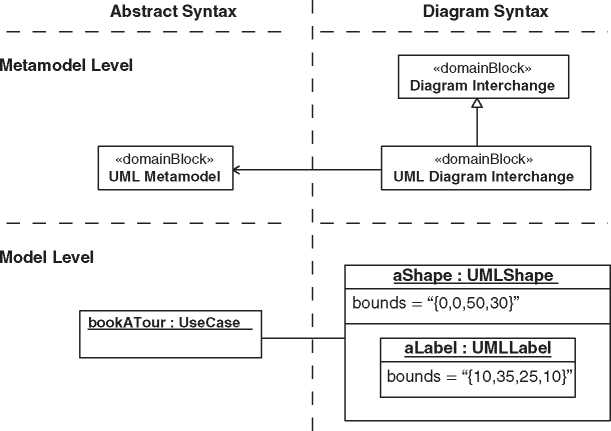 Abstract Syntax
Diagram Syntax
Metamodel Level
«domainBlock»
Diagram Interchange
«domainBlock»
UML Metamodel
«domainBlock»
UML Diagram Interchange
Model Level
aShape : UMLShape
bounds = “{0,0,50,30}”
bookATour : UseCase
aLabel : UMLLabel
bounds = “{10,35,25,10}”